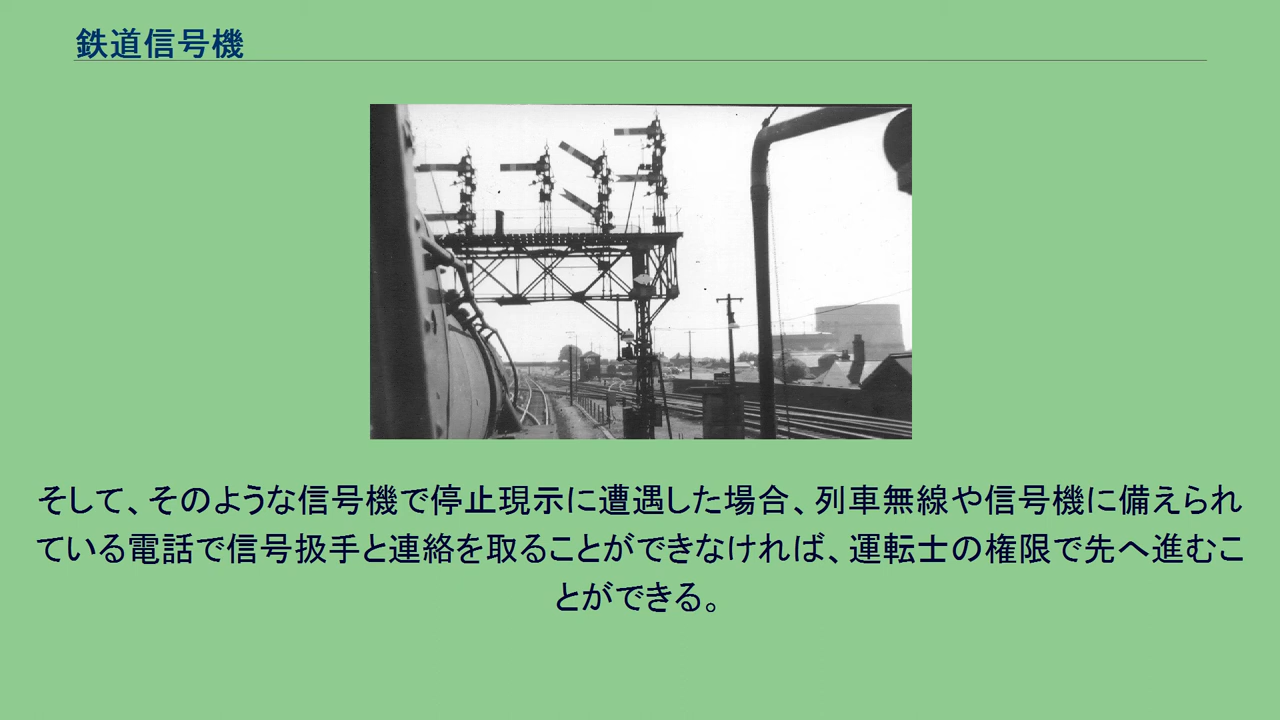 鉄道信号機
そして、そのような信号機で停止現示に遭遇した場合、列車無線や信号機に備えられ
ている電話で信号扱手と連絡を取ることができなければ、運転士の権限で先へ進むこ
とができる。